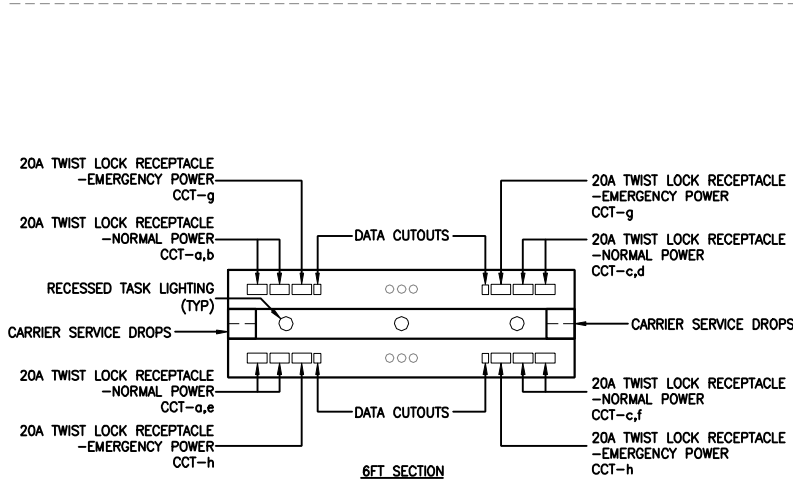 20A TWIST LOCK RECEPTACLE
-EMERGENCY POWER
CCT-g
20A TWIST LOCK RECEPTACLE
-NORMAL POWER
CCT-a,b
RECESSED TASK LIGHTING
(TYP)
CARRIER SERVICE DROPS
20A TWIST LOCK RECEPTACLE
-NORMAL POWER
CCT-a,e
20A TWIST LOCK RECEPTACLE
-EMERGENCY POWER
CCT-h
DATA CUTOUTS
DATA CUTOUTS
6FT SECTION
20A TWIST LOCK RECEPTACLE
-EMERGENCY POWER
CCT-g
20A TWIST LOCK RECEPTACLE
-NORMAL POWER
CCT-c,d
CARRIER SERVICE DROPS
20A TWIST LOCK RECEPTACLE
-NORMAL POWER
CCT-c,f
20A TWIST LOCK RECEPTACLE
-EMERGENCY POWER
CCT-h